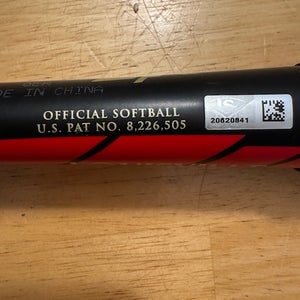 DE IN CHINA
OFFICIAL SOFTBALL
U.S. PAT NO. 8,226,505
20620841